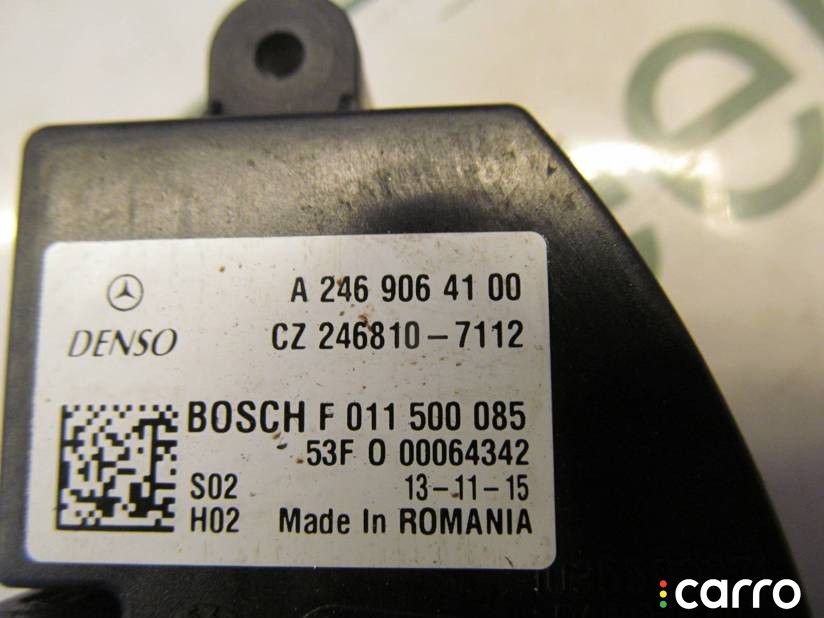 A 246 906 41 00
DENSO CZ 246810-7112
BOSCH F 011 500 085
53F 0 00064342
S02 13-11-15
H02 Made In ROMANIA
carro